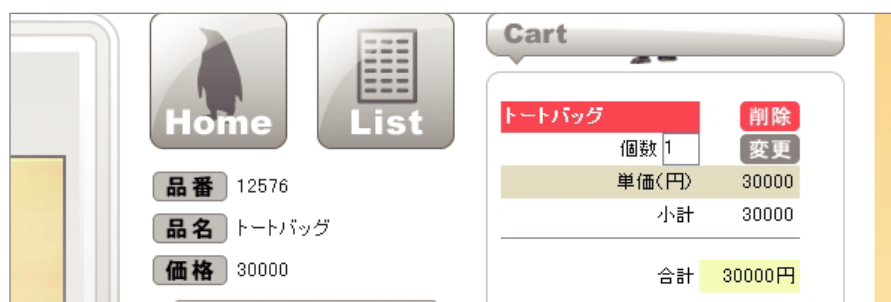 Home
List
品番 12576
品名 トートバッグ
価格 30000
Cart
トートバッグ 削除
個数 1 変更
単価(円) 30000
小計 30000
合計 30000円